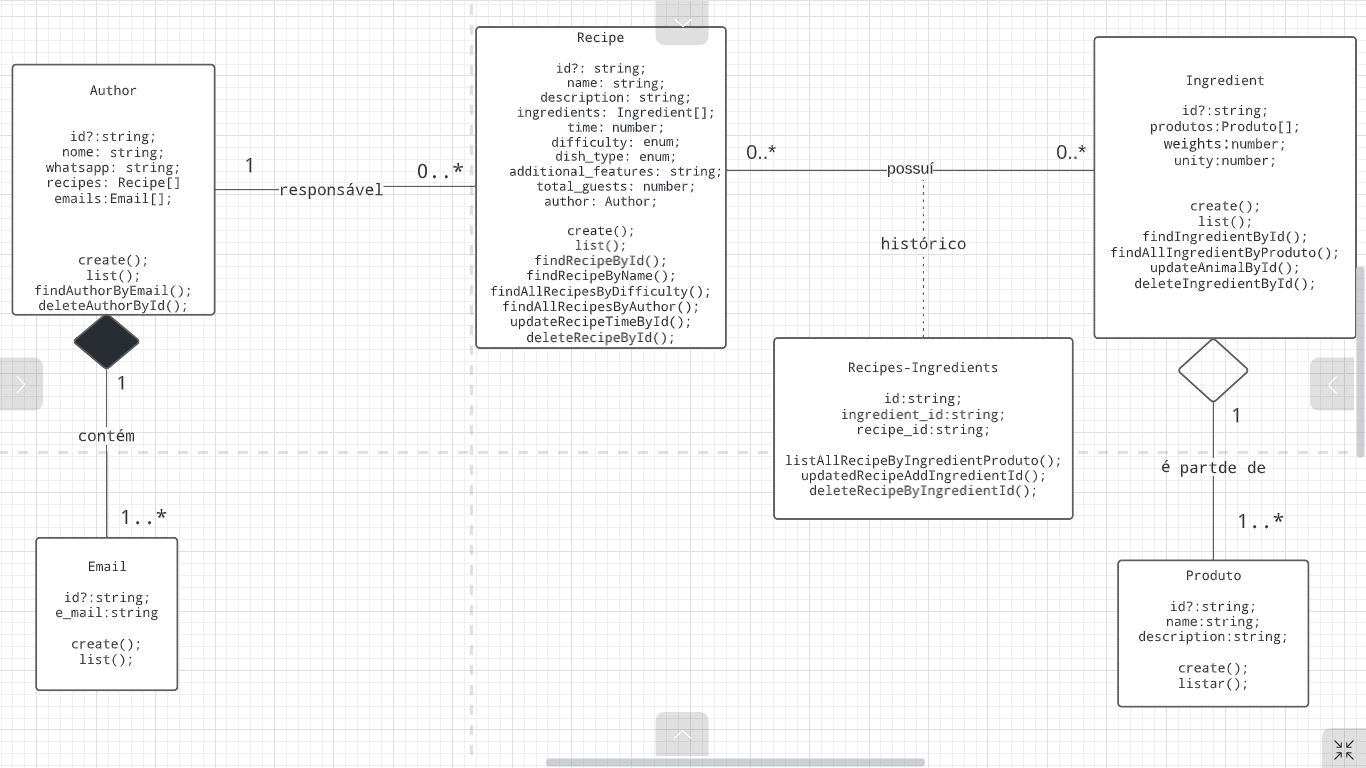 Author
id?:string;
nome: string;
whatsapp: string;
recipes: Recipe[]
emails:Email[];
create();
list();
findAuthorByEmail();
deleteAuthorById();
1
responsável
0..*
Recipe
id?: string;
name: string;
description: string;
ingredients: Ingredient[];
time: number;
difficulty: enum;
dish_type: enum;
additional_features: string;
total_guests: number;
author: Author;
create();
list();
findRecipeById();
findRecipeByName();
findAllRecipesByDifficulty();
findAllRecipesByAuthor();
updateRecipeTimeById();
deleteRecipeById();
0..*
possuí
0..*
histórico
Ingredient
id?:string;
produtos:Produto[];
weights:number;
unity:number;
create();
list();
findIngredientById();
findAllIngredientByProduto();
updateAnimalById();
deleteIngredientById();
Recipes-Ingredients
id:string;
ingredient_id:string;
recipe_id:string;
listAllRecipeByIngredientProduto();
updatedRecipeAddIngredientId();
deleteRecipeByIngredientId();
1
contém
1..*
Email
id?:string;
e_mail:string
create();
list();
1
é partde de
1..*
Produto
id?:string;
name:string;
description:string;
create();
listar();